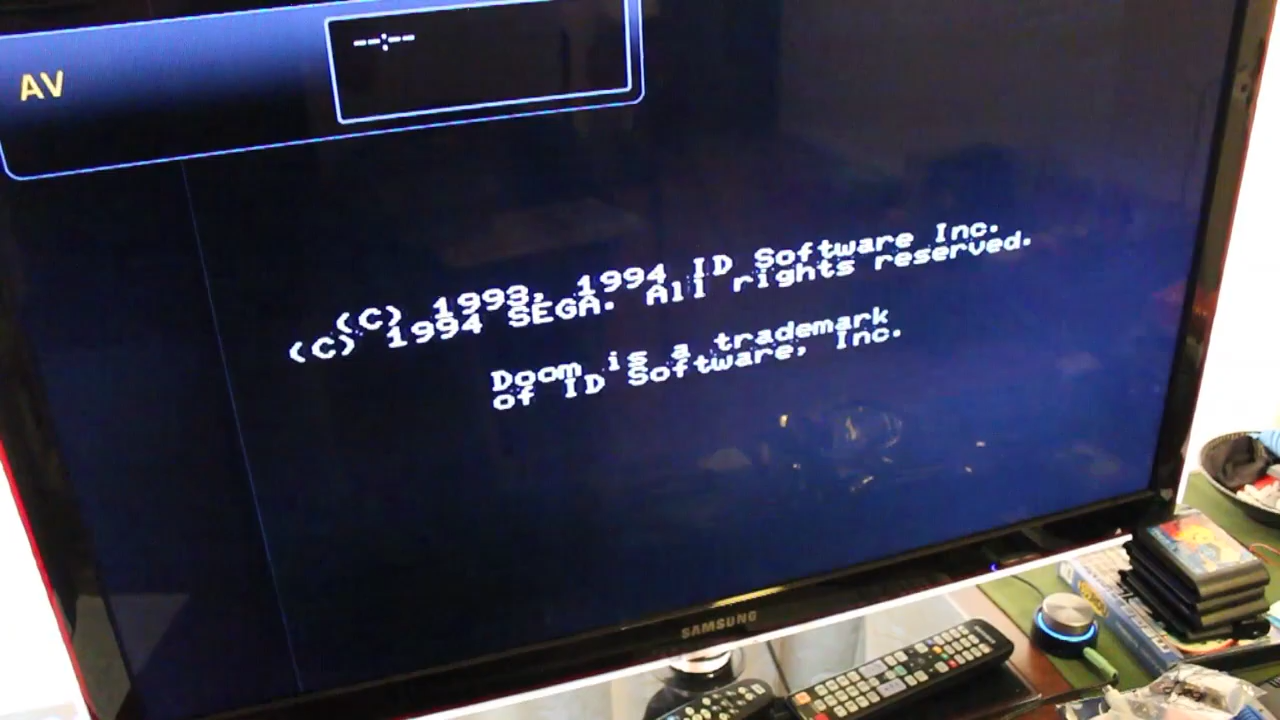 AV
--:--
(C) 1993, 1994 ID Software Inc.
(C) 1994 SEGA. All rights reserved.
Doom is a trademark
of ID Software, Inc.
SAMSUNG